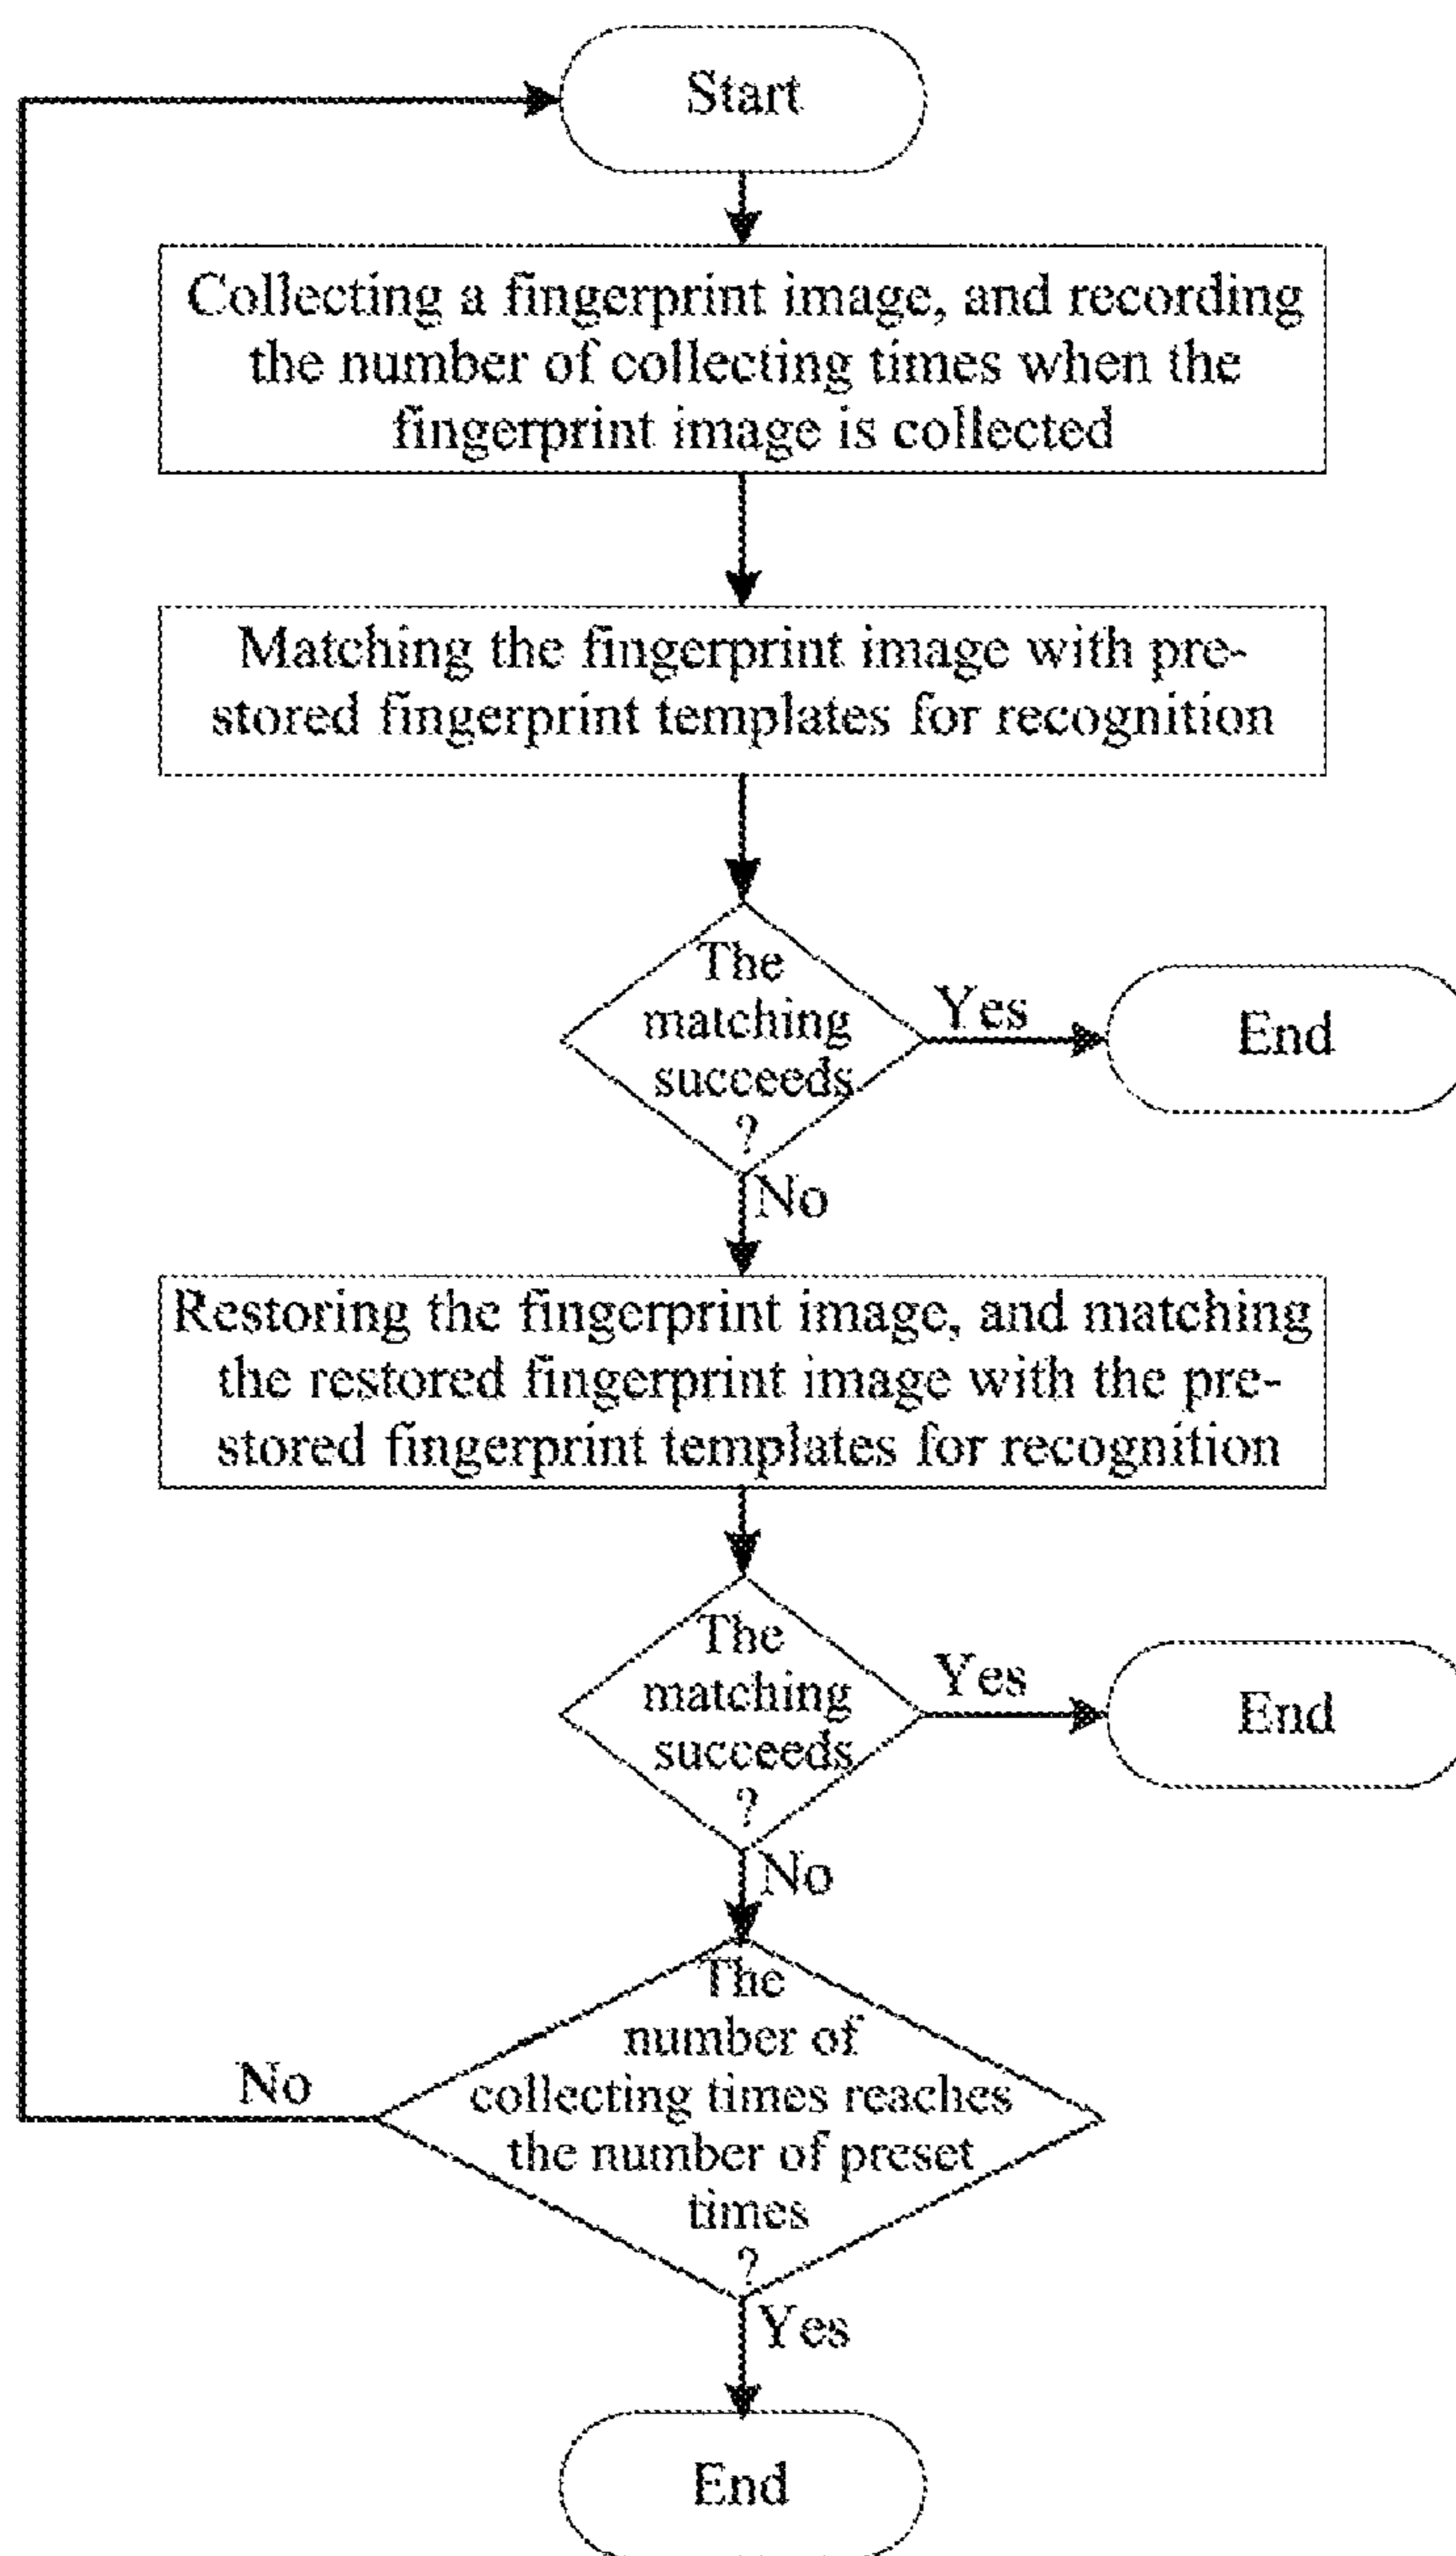 Start
Collecting a fingerprint image, and recording
the number of collecting times when the
fingerprint image is collected
Matching the fingerprint image with pre-
stored fingerprint templates for recognition
The
matching
succeeds
?
Yes
End
No
Restoring the fingerprint image, and matching
the restored fingerprint image with the pre-
stored fingerprint templates for recognition
The
matching
succeeds
?
Yes
End
No
The
number of
collecting times reaches
the number of preset
times
?
No
Yes
End